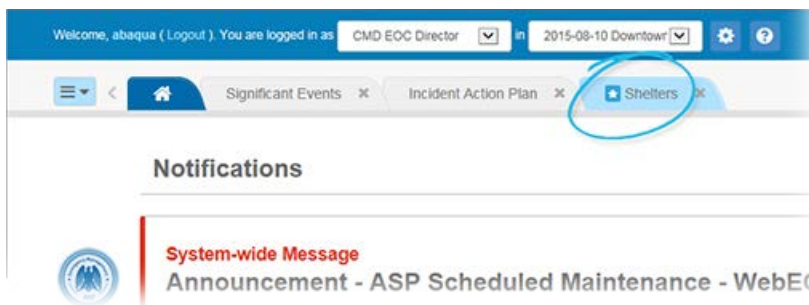 Welcome, abaqua ( Logout ). You are logged in as CMD EOC Director in 2015-08-10 Downtowr
Significant Events Incident Action Plan Shelters
Notifications
System-wide Message
Announcement - ASP Scheduled Maintenance - WebE